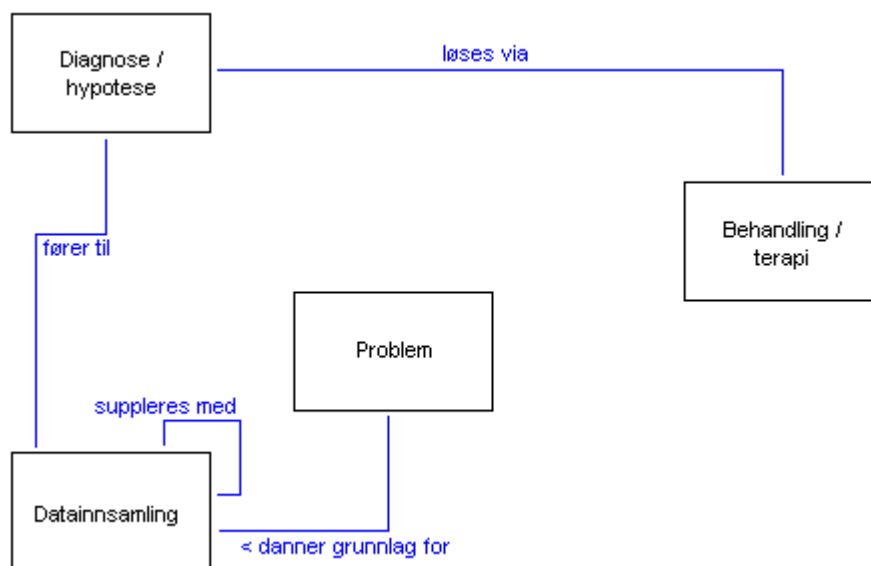 Diagnose /
hypotese
løses via
fører til
Behandling /
terapi
Problem
suppleres med
Datainnsamling
< danner grunnlag for